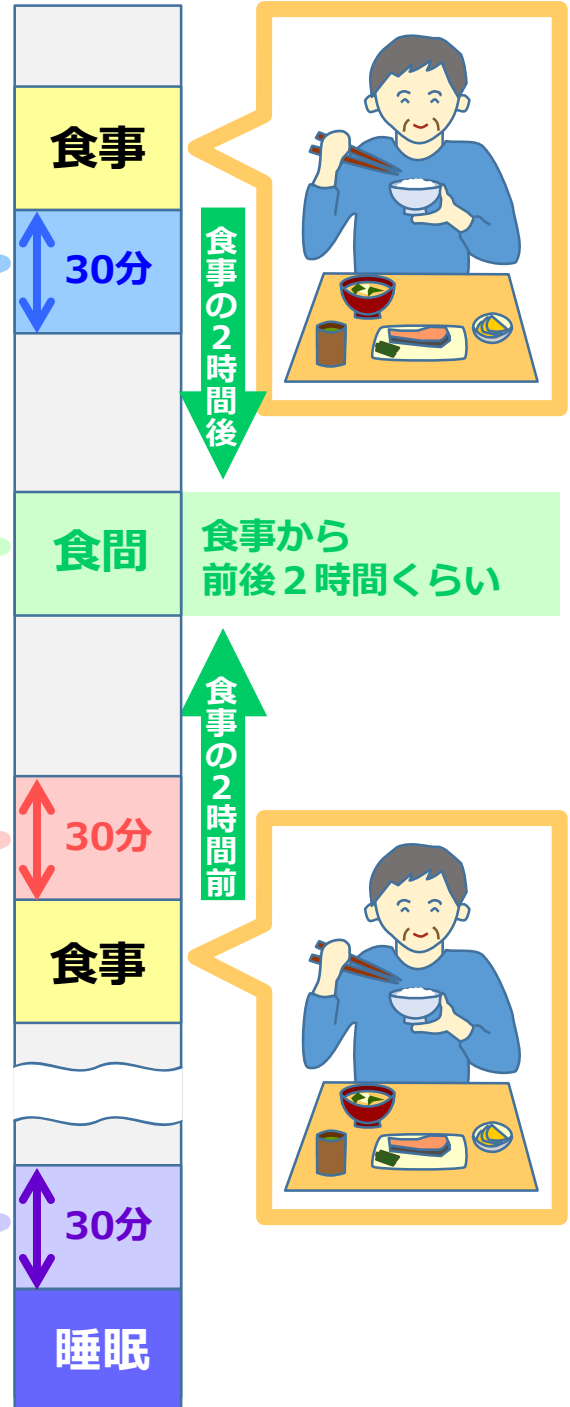 食事
30分
食事の２時間後
食間
食事から
前後２時間くらい
食事の２時間前
30分
食事
30分
睡眠